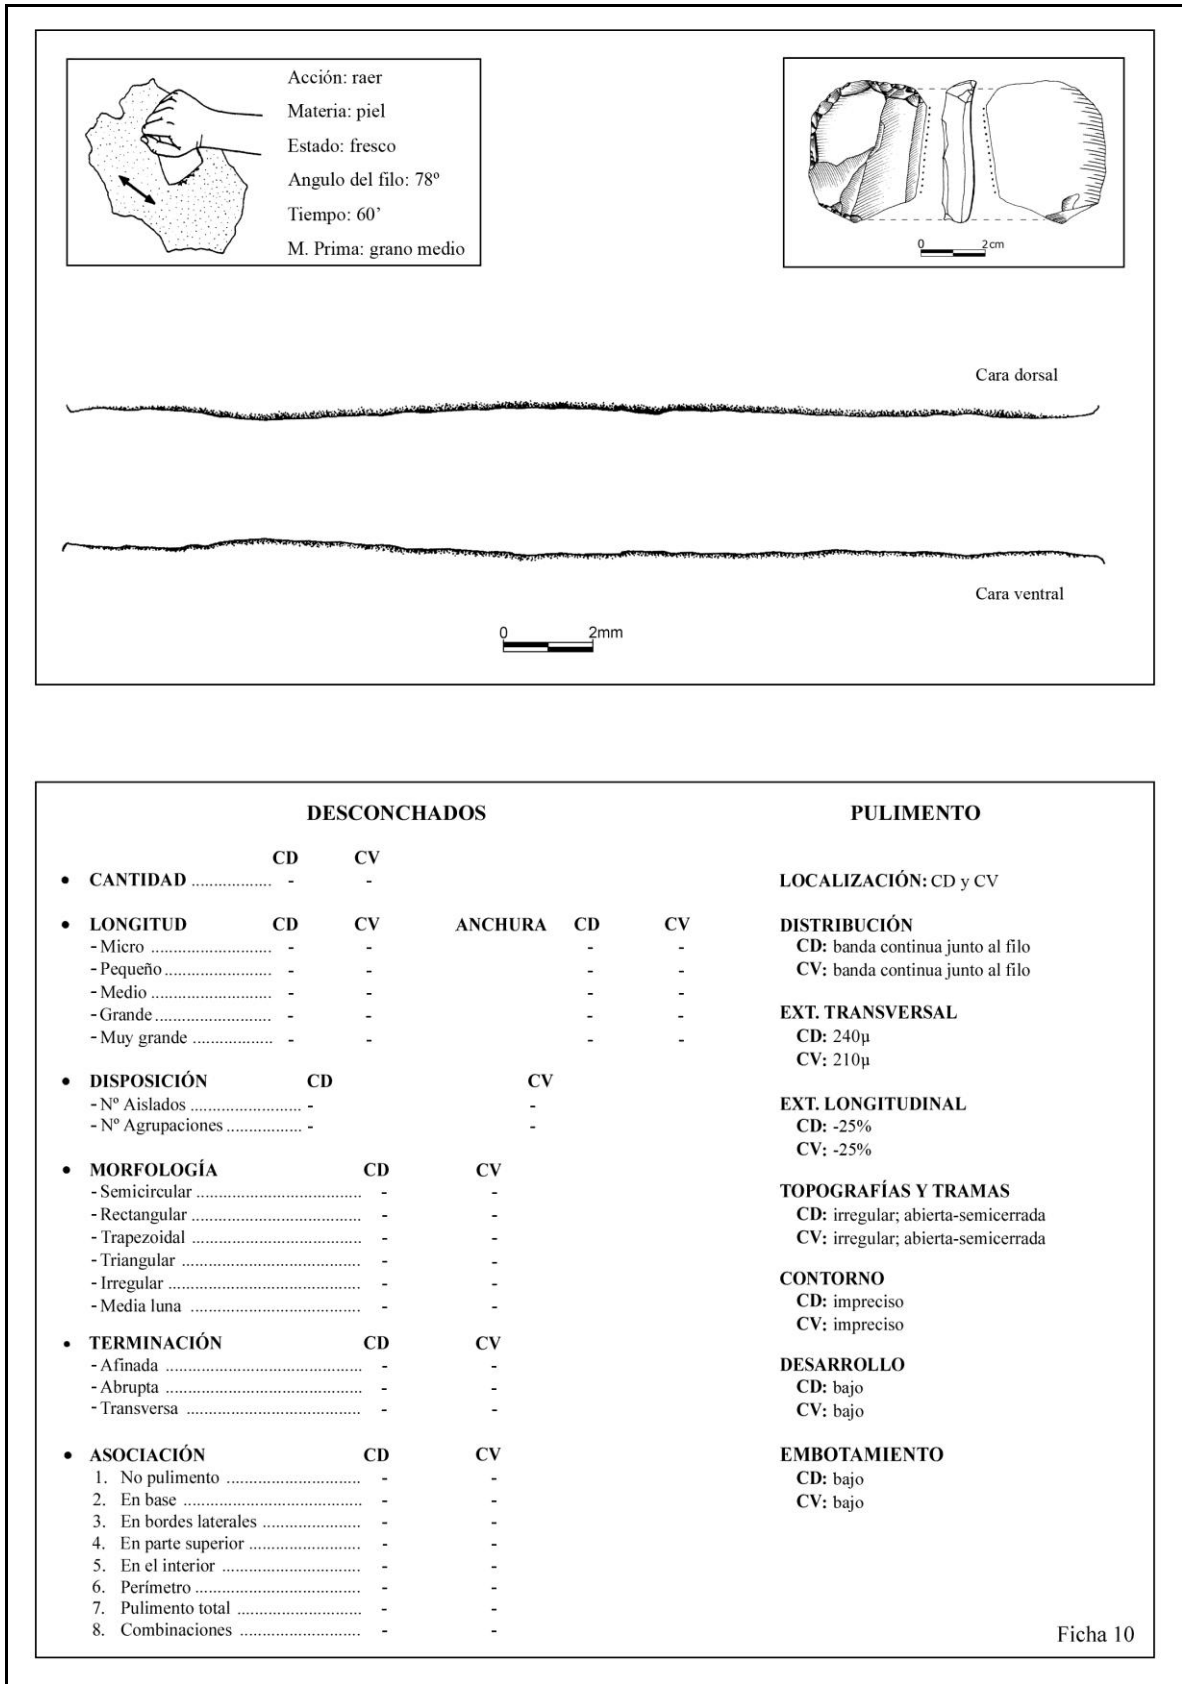 Acción: raer
Materia: piel
Estado: fresco
Angulo del filo: 78º
Tiempo: 60’
M. Prima: grano medio
0 2cm
Cara dorsal
Cara ventral
0 2mm
DESCONCHADOS
CD CV
• CANTIDAD .................. - -
• LONGITUD CD CV ANCHURA CD CV
- Micro ........................... - - - -
- Pequeño ........................ - - - -
- Medio ........................... - - - -
- Grande .......................... - - - -
- Muy grande .................. - - - -
• DISPOSICIÓN CD CV
- Nº Aislados ......................... - -
- Nº Agrupaciones ................. - -
• MORFOLOGÍA CD CV
- Semicircular ..................................... - -
- Rectangular ...................................... - -
- Trapezoidal ...................................... - -
- Triangular ........................................ - -
- Irregular ........................................... - -
- Media luna ...................................... - -
• TERMINACIÓN CD CV
- Afinada ............................................ - -
- Abrupta ............................................ - -
- Transversa ....................................... - -
• ASOCIACIÓN CD CV
1. No pulimento .............................. - -
2. En base ........................................ - -
3. En bordes laterales ...................... - -
4. En parte superior ......................... - -
5. En el interior ............................... - -
6. Perímetro ..................................... - -
7. Pulimento total ............................ - -
8. Combinaciones ........................... - -
PULIMENTO
LOCALIZACIÓN: CD y CV
DISTRIBUCIÓN
CD: banda continua junto al filo
CV: banda continua junto al filo
EXT. TRANSVERSAL
CD: 240µ
CV: 210µ
EXT. LONGITUDINAL
CD: -25%
CV: -25%
TOPOGRAFÍAS Y TRAMAS
CD: irregular; abierta-semicerrada
CV: irregular; abierta-semicerrada
CONTORNO
CD: impreciso
CV: impreciso
DESARROLLO
CD: bajo
CV: bajo
EMBOTAMIENTO
CD: bajo
CV: bajo
Ficha 10